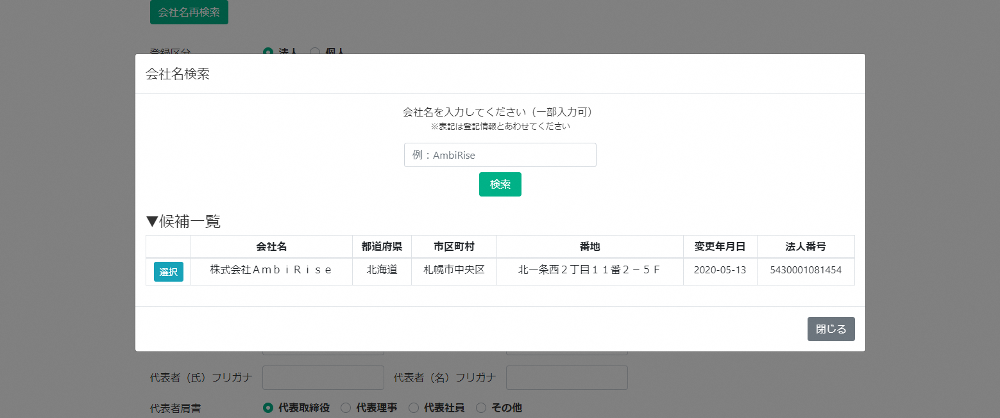 会社名再検索
登録区分 法人 個人
会社名検索
会社名を入力してください（一部入力可）
※表記は登記情報とあわせてください
例：AmbiRise
検索
▼候補一覧
会社名 都道府県 市区町村 番地 変更年月日 法人番号
選択 株式会社ＡｍｂｉＲｉｓｅ 北海道 札幌市中央区 北一条西２丁目１１番２－５Ｆ 2020-05-13 5430001081454
閉じる
代表者（氏）フリガナ 代表者（名）フリガナ
代表者肩書 代表取締役 代表理事 代表社員 その他